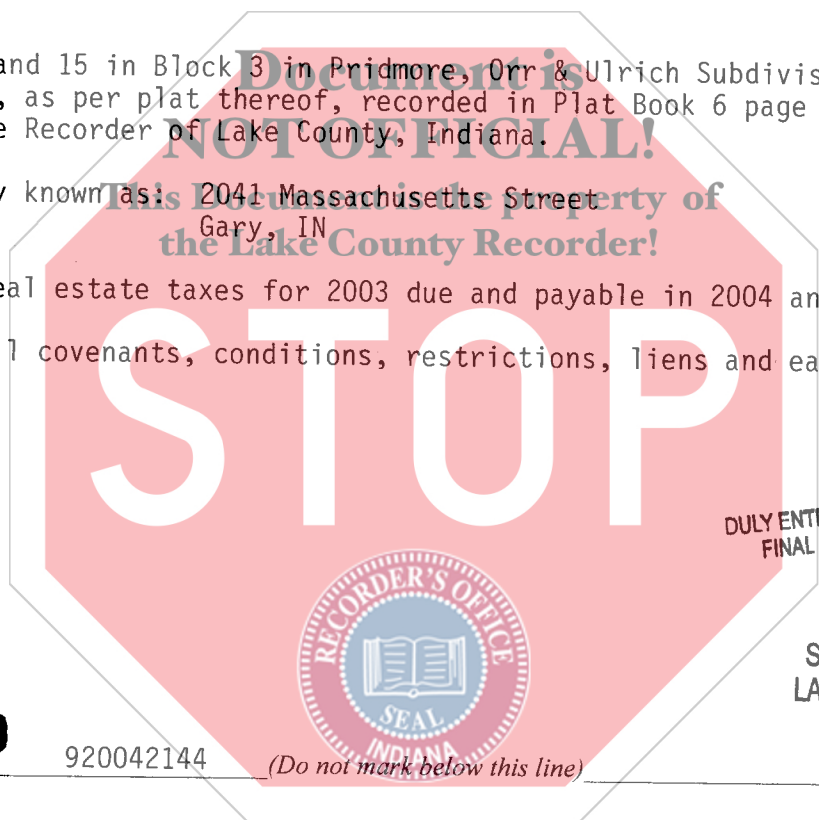 and 15 in Block 3 in Pridmore, Orr & Ulrich Subdivis
, as per plat thereof, recorded in Plat Book 6 page
e Recorder of Lake County, Indiana.
y known as: 2041 Massachusetts Street
Gary, IN
eal estate taxes for 2003 due and payable in 2004 an
l covenants, conditions, restrictions, liens and ea
Document is
NOT OFFICIAL!
This Document is the property of
the Lake County Recorder!
STOP
DULY ENT
FINAL
S
LA
RECORDER'S OFFICE
SEAL
INDIANA
920042144 (Do not mark below this line)